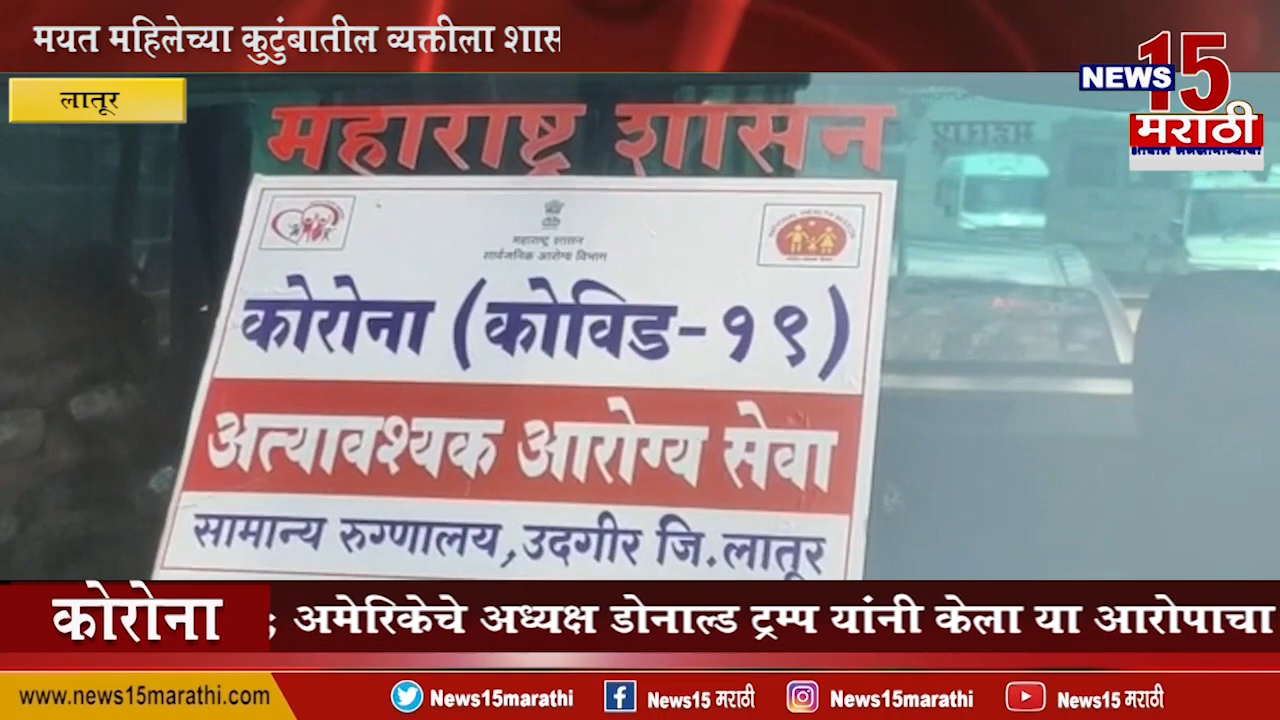 मयत महिलेच्या कुटुंबातील व्यक्तीला शास
लातूर
NEWS 15
मराठी
महाराष्ट्र शासन
महाराष्ट्र शासन
सार्वजनिक आरोग्य विभाग
कोरोना (कोविड-१९)
अत्यावश्यक आरोग्य सेवा
सामान्य रुग्णालय, उदगीर जि.लातूर
कोरोना
; अमेरिकेचे अध्यक्ष डोनाल्ड ट्रम्प यांनी केला या आरोपाचा
www.news15marathi.com
News15marathi
News15 मराठी
News15marathi
News15 मराठी